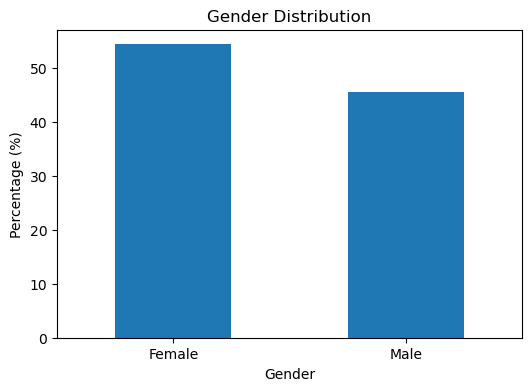 Gender Distribution
Percentage (%)
50
40
30
20
10
0
Female
Male
Gender